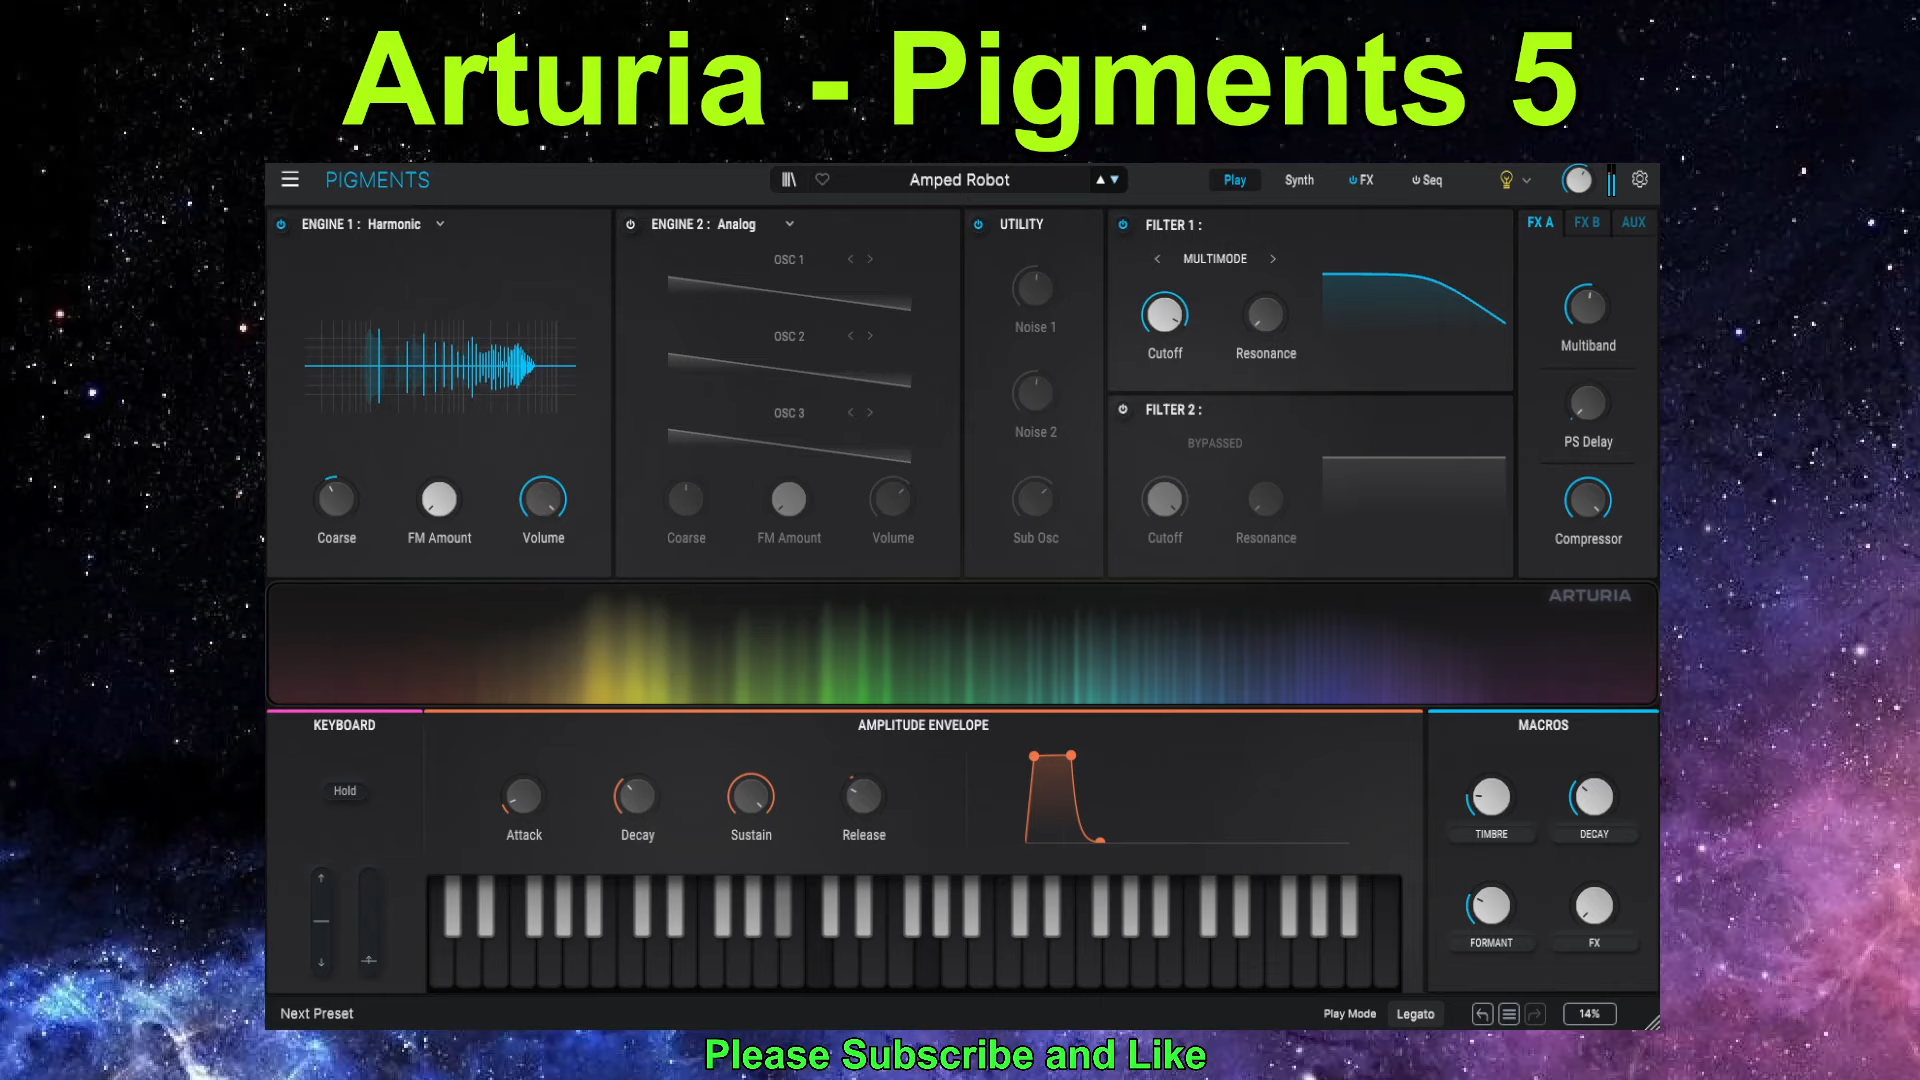 Arturia - Pigments 5
PIGMENTS
Amped Robot
Play
Synth
FX
Seq
ENGINE 1 : Harmonic
ENGINE 2 : Analog
UTILITY
FILTER 1 :
FX A
FX B
AUX
OSC 1
MULTIMODE
Noise 1
Cutoff
Resonance
Multiband
OSC 2
FILTER 2 :
OSC 3
Noise 2
BYPASSED
PS Delay
Coarse
FM Amount
Volume
Coarse
FM Amount
Volume
Sub Osc
Cutoff
Resonance
Compressor
ARTURIA
KEYBOARD
AMPLITUDE ENVELOPE
MACROS
Hold
Attack
Decay
Sustain
Release
TIMBRE
DECAY
FORMANT
FX
Next Preset
Play Mode
Legato
14%
Please Subscribe and Like